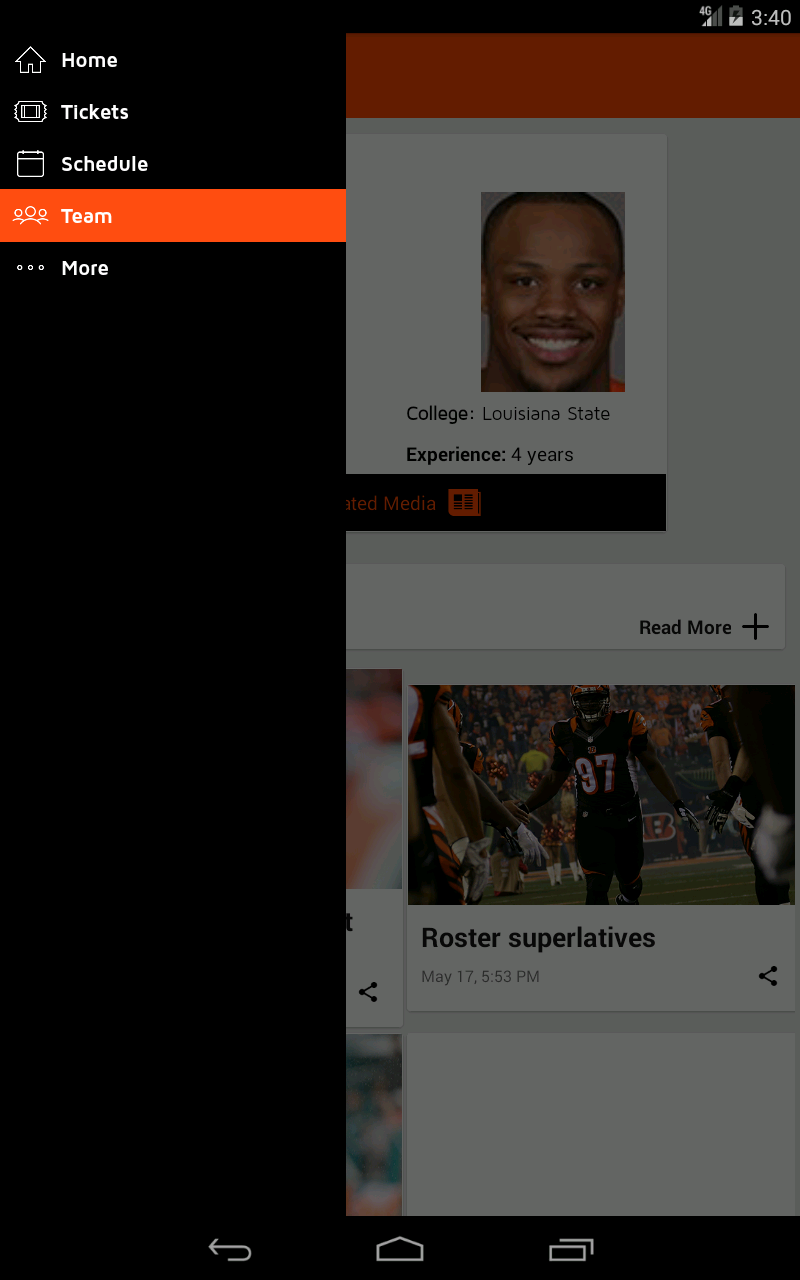 4G 3:40
Home
Tickets
Schedule
Team
More
College: Louisiana State
Experience: 4 years
ated Media
Read More
97
t
Roster superlatives
May 17, 5:53 PM